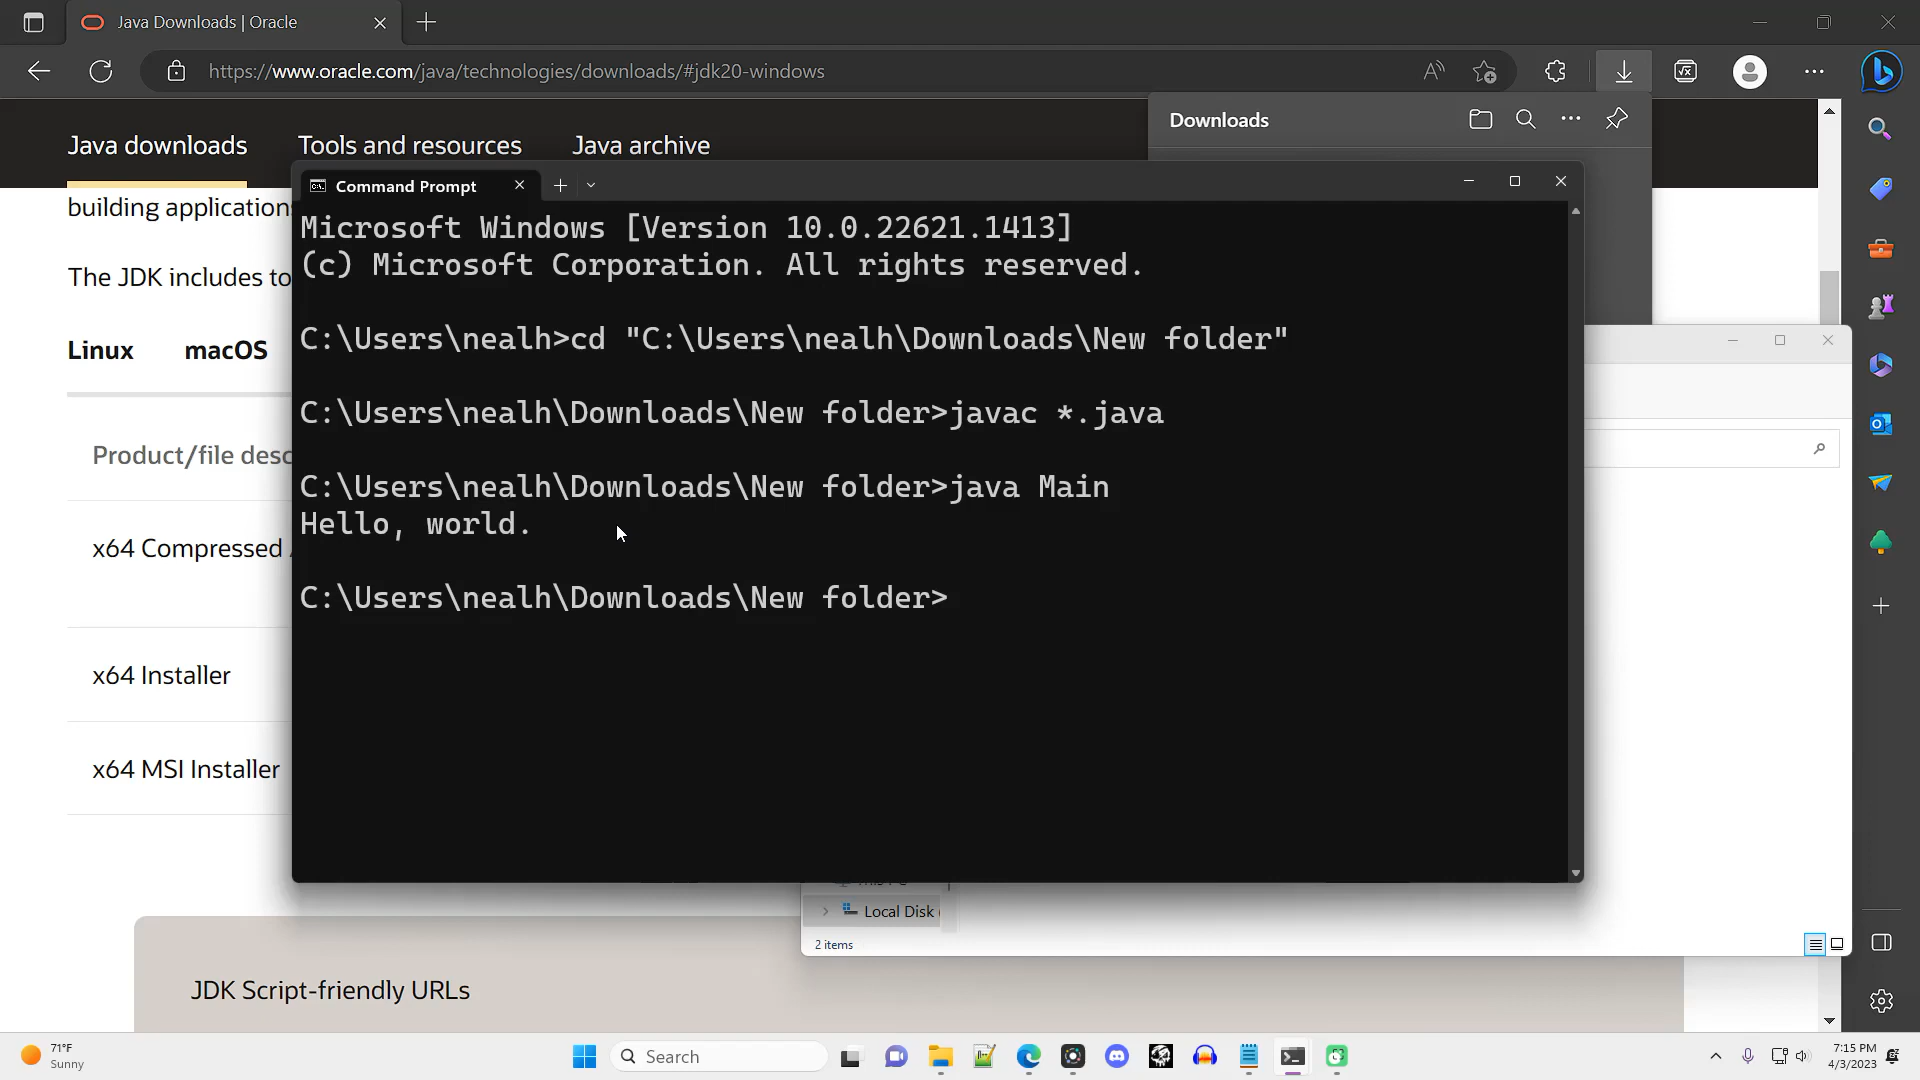 Java Downloads | Oracle
https://www.oracle.com/java/technologies/downloads/#jdk20-windows
Downloads
Java downloads
Tools and resources
Java archive
building applications
The JDK includes to
Linux
macOS
Product/file desc
x64 Compressed
x64 Installer
x64 MSI Installer
JDK Script-friendly URLs
Command Prompt
Microsoft Windows [Version 10.0.22621.1413]
(c) Microsoft Corporation. All rights reserved.
C:\Users\nealh>cd "C:\Users\nealh\Downloads\New folder"
C:\Users\nealh\Downloads\New folder>javac *.java
C:\Users\nealh\Downloads\New folder>java Main
Hello, world.
C:\Users\nealh\Downloads\New folder>
Local Disk (
2 items
71°F
Sunny
Search
7:15 PM
4/3/2023